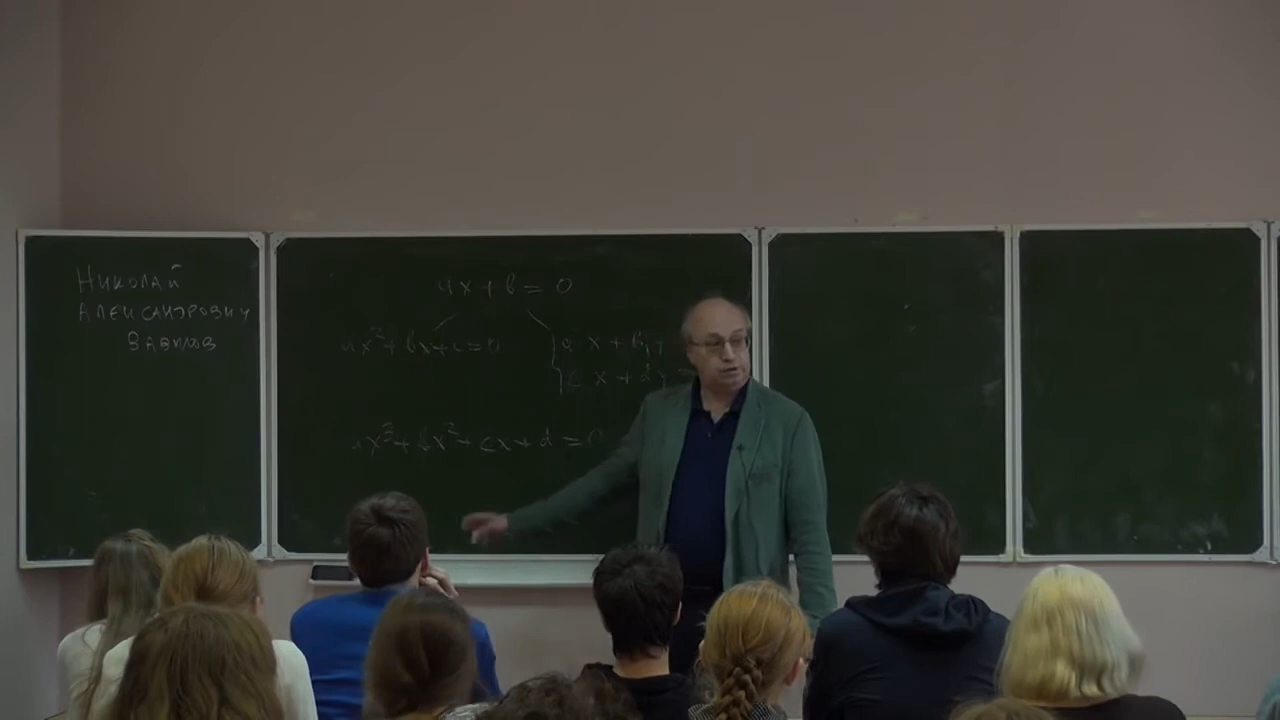 НИКОЛАЙ
АЛЕКСАНДРОВИЧ
ВАВИЛОВ
ax + b = 0
ax² + bx + c = 0
a x + b y
c x + d y =
ax³ + bx² + cx + d = 0